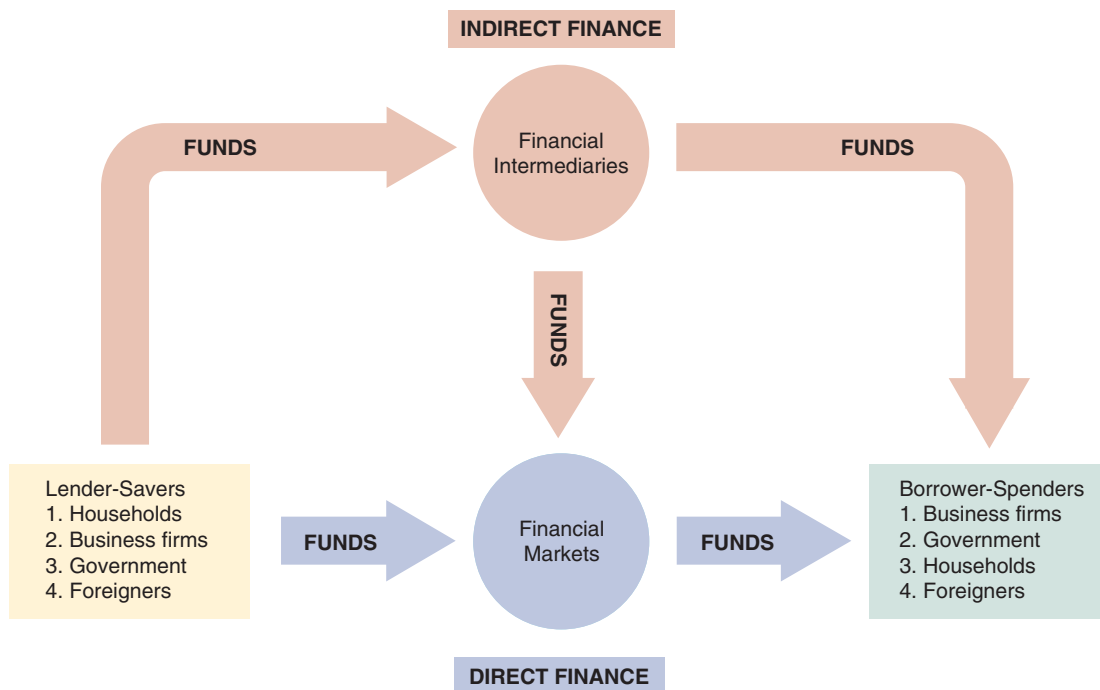 INDIRECT FINANCE
FUNDS
Financial
Intermediaries
FUNDS
FUNDS
Lender-Savers
1. Households
2. Business firms
3. Government
4. Foreigners
FUNDS
Financial
Markets
FUNDS
Borrower-Spenders
1. Business firms
2. Government
3. Households
4. Foreigners
DIRECT FINANCE